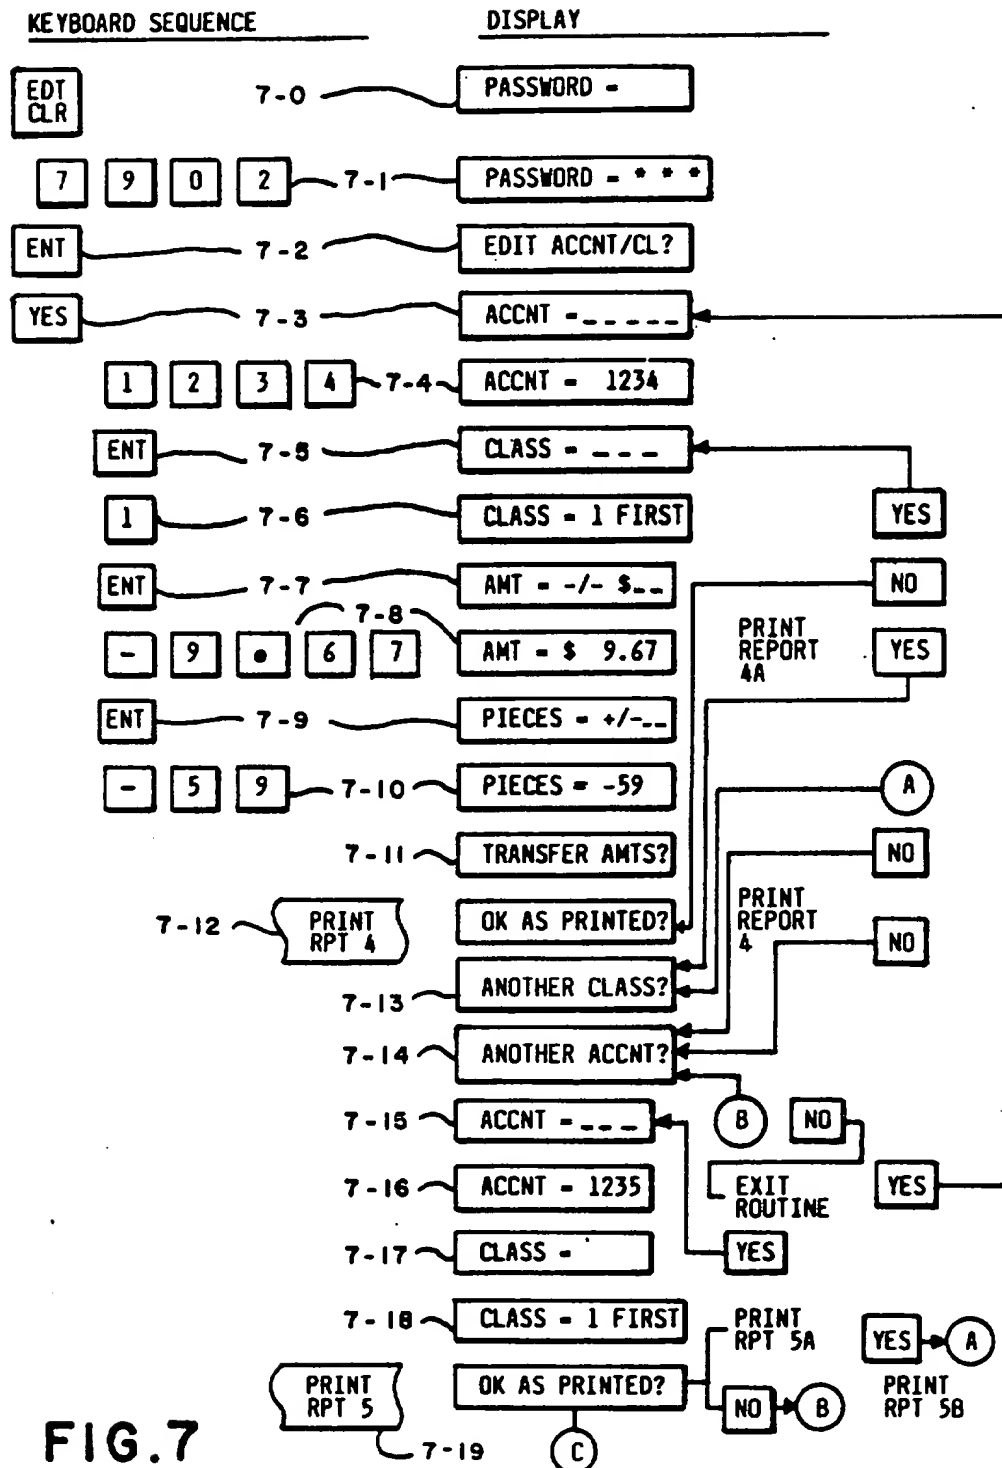 KEYBOARD SEQUENCE DISPLAY
EDT
CLR
7-0
PASSWORD =
7 9 0 2
7-1
PASSWORD = * * *
ENT
7-2
EDIT ACCNT/CL?
YES
7-3
ACCNT = _ _ _ _ _
1 2 3 4
7-4
ACCNT = 1234
ENT
7-5
CLASS = _ _ _
YES
1
7-6
CLASS = 1 FIRST
ENT
7-7
AMT = -/- $_ _
NO
7-8
- 9 . 6 7
AMT = $ 9.67
PRINT
REPORT
4A
YES
ENT
7-9
PIECES = +/-_ _
- 5 9
7-10
PIECES = -59
A
7-11
TRANSFER AMTS?
NO
7-12
PRINT
RPT 4
OK AS PRINTED?
PRINT
REPORT
4
NO
7-13
ANOTHER CLASS?
7-14
ANOTHER ACCNT?
7-15
ACCNT = _ _ _
B
NO
7-16
ACCNT = 1235
EXIT
ROUTINE
YES
7-17
CLASS =
YES
7-18
CLASS = 1 FIRST
PRINT
RPT 5A
YES
A
PRINT
RPT 5
OK AS PRINTED?
NO
B
PRINT
RPT 5B
FIG.7
7-19
C